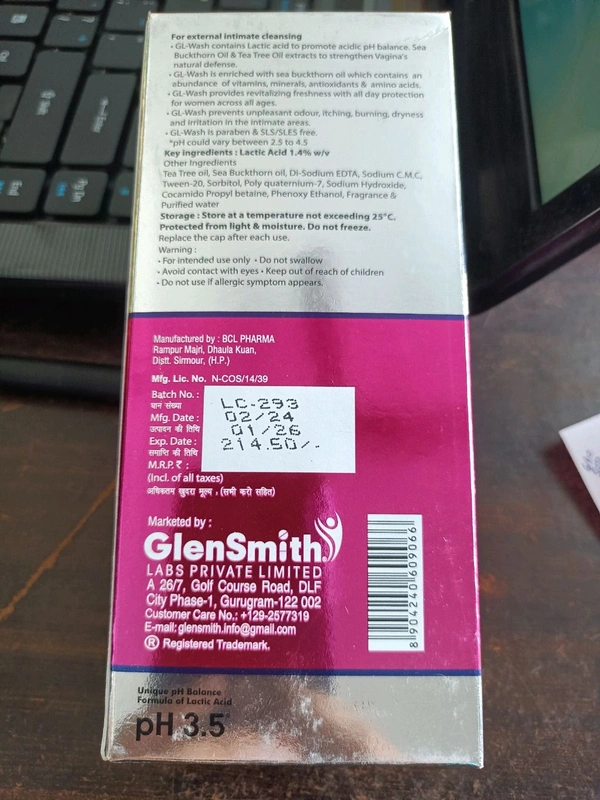 For external intimate cleansing
• GL-Wash contains Lactic acid to promote acidic pH balance. Sea
Buckthorn Oil & Tea Tree Oil extracts to strengthen Vagina's
natural defense.
• GL-Wash is enriched with sea buckthorn oil which contains an
abundance of vitamins, minerals, antioxidants & amino acids.
• GL-Wash provides revitalizing freshness with all day protection
for women across all ages.
• GL-Wash prevents unpleasant odour, itching, burning, dryness
and irritation in the intimate areas.
• GL-Wash is paraben & SLS/SLES free.
*pH could vary between 2.5 to 4.5
Key ingredients : Lactic Acid 1.4% w/v
Other Ingredients
Tea Tree oil, Sea Buckthorn oil, Di-Sodium EDTA, Sodium C.M.C,
Tween-20, Sorbitol, Poly quaternium-7, Sodium Hydroxide,
Cocamido Propyl betaine, Phenoxy Ethanol, Fragrance &
Purified water
Storage : Store at a temperature not exceeding 25°C.
Protected from light & moisture. Do not freeze.
Replace the cap after each use.
Warning :
• For intended use only • Do not swallow
• Avoid contact with eyes • Keep out of reach of children
• Do not use if allergic symptom appears.
Manufactured by : BCL PHARMA
Rampur Majri, Dhaula Kuan,
Distt. Sirmour, (H.P.)
Mfg. Lic. No. N-COS/14/39
Batch No. : LC-293
घान संख्या
Mfg. Date : 02/24
उत्पादन की तिथि
Exp. Date : 01/26
समाप्ति की तिथि
M.R.P. ₹ : 214.50/-
(Incl. of all taxes)
अधिकतम खुदरा मूल्य : (सभी करों सहित)
Marketed by :
GlenSmith
LABS PRIVATE LIMITED
A 26/7, Golf Course Road, DLF
City Phase-1, Gurugram-122 002
Customer Care No.: +129-2577319
E-mail: glensmith.info@gmail.com
® Registered Trademark.
8 904240 609066
Unique pH Balance
Formula of Lactic Acid
pH 3.5*